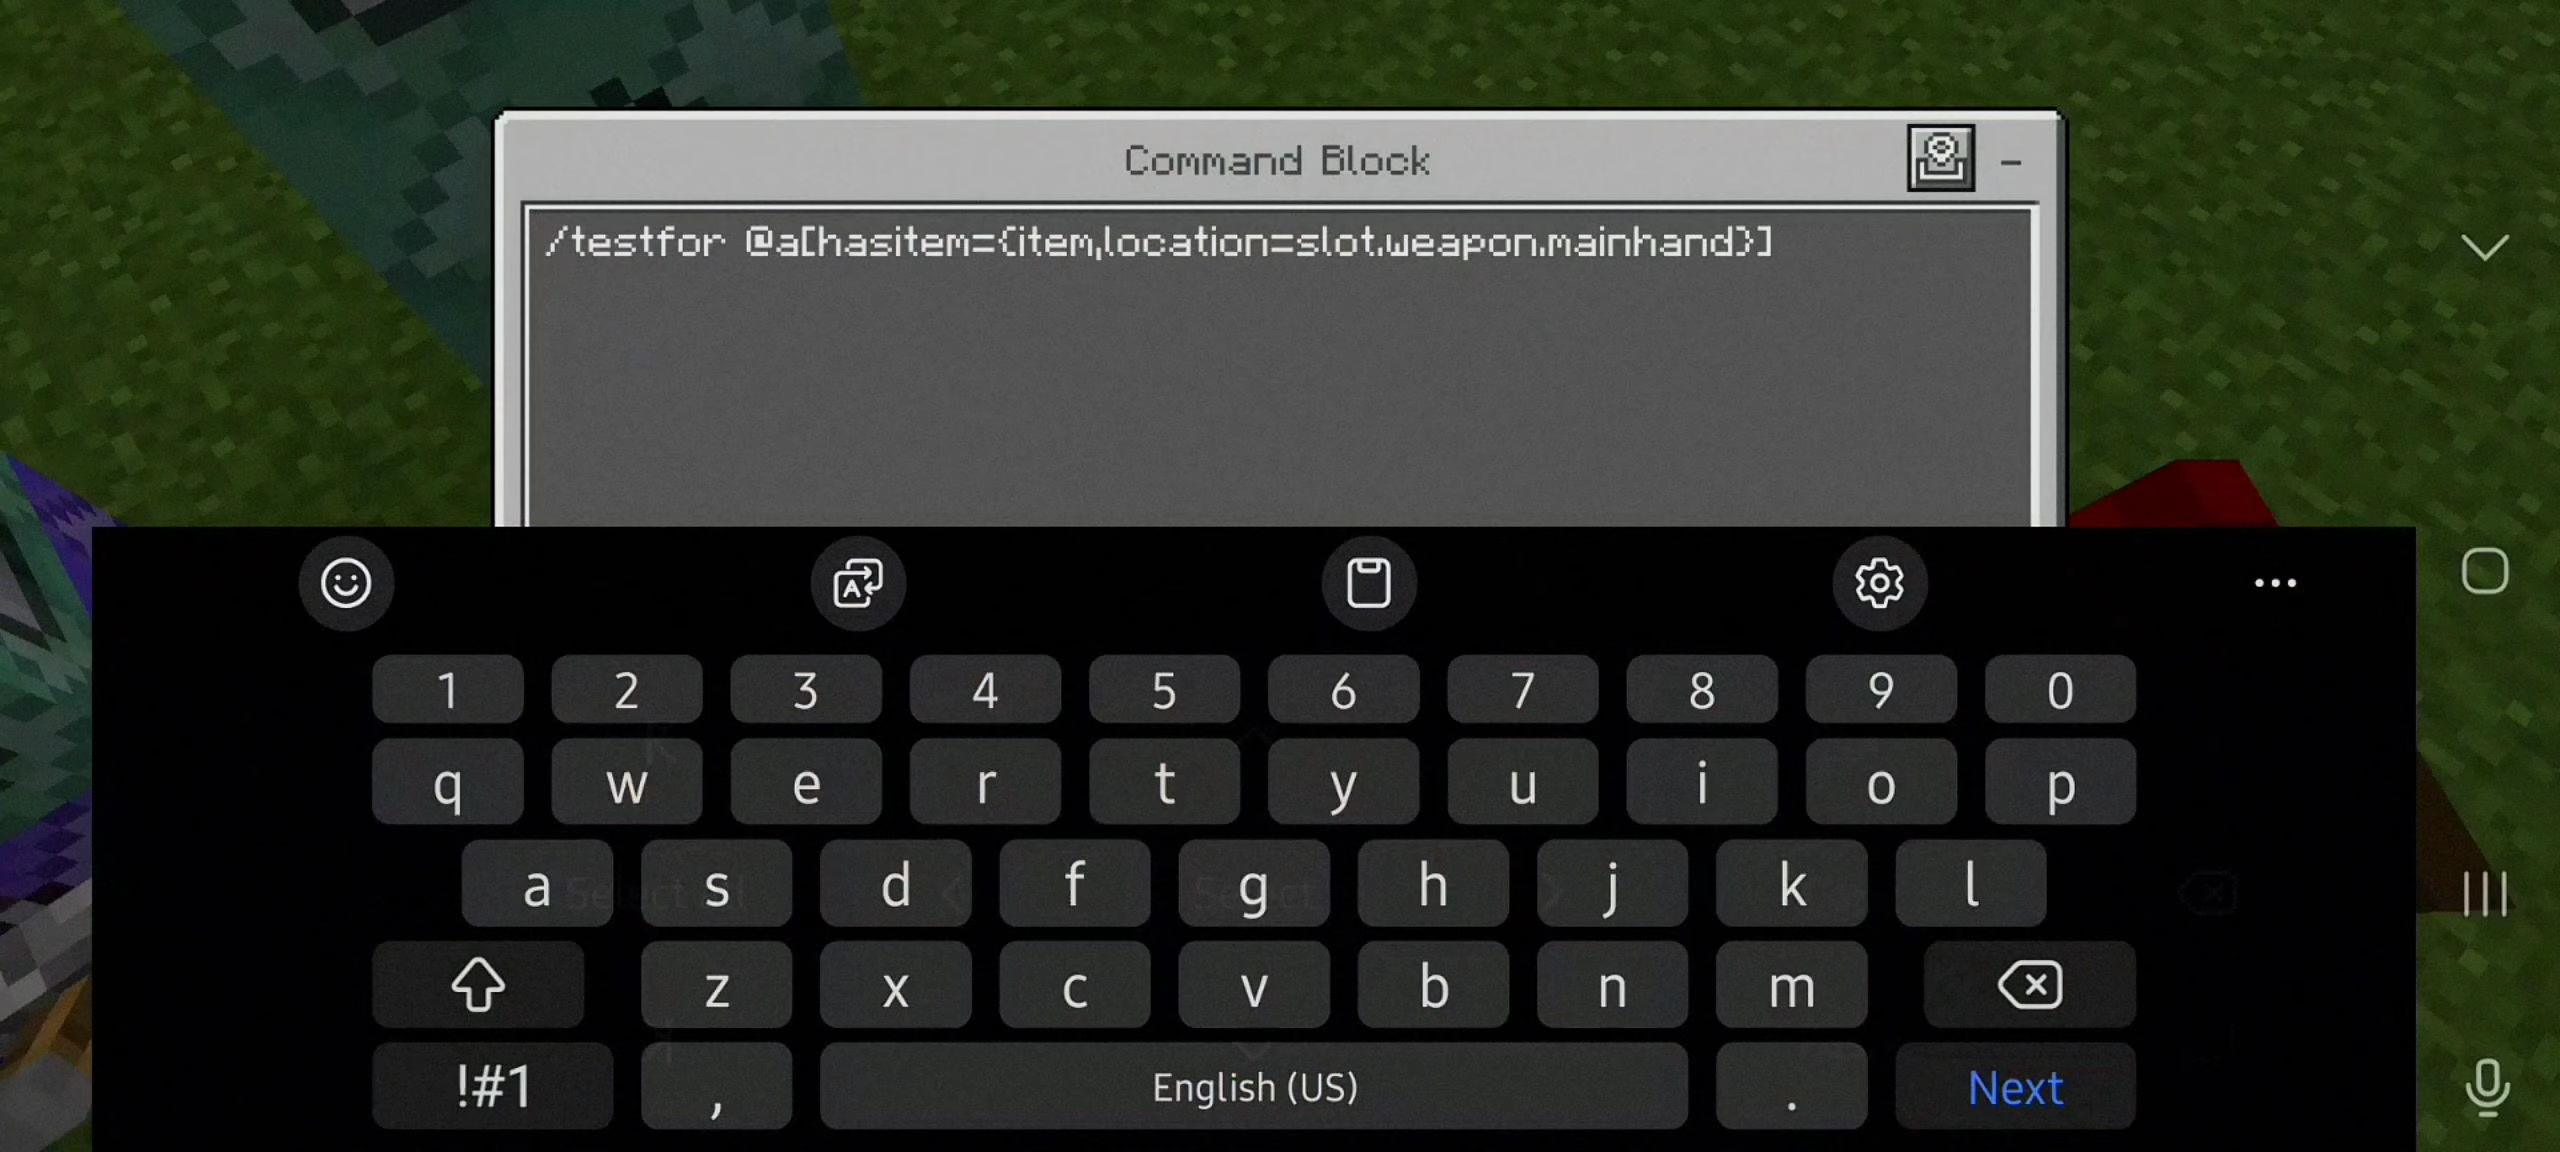 Command Block
/testfor @a[hasitem={item,location=slot.weapon.mainhand}]
1 2 3 4 5 6 7 8 9 0
q w e r t y u i o p
a s d f g h j k l
z x c v b n m
!#1 , English (US) . Next